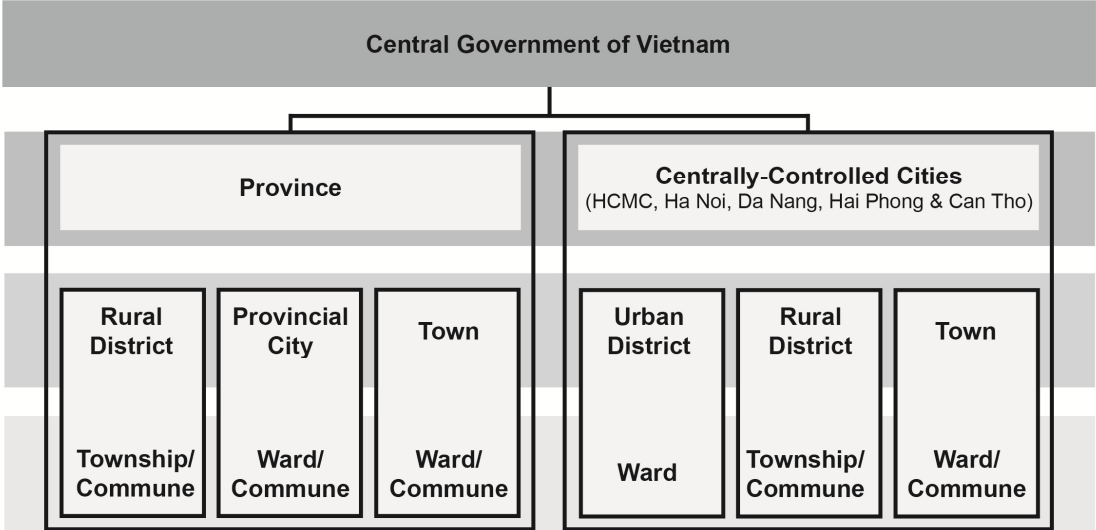 Central Government of Vietnam
Province
Centrally-Controlled Cities
(HCMC, Ha Noi, Da Nang, Hai Phong & Can Tho)
Rural
District
Township/
Commune
Provincial
City
Ward/
Commune
Town
Ward/
Commune
Urban
District
Ward
Rural
District
Township/
Commune
Town
Ward/
Commune